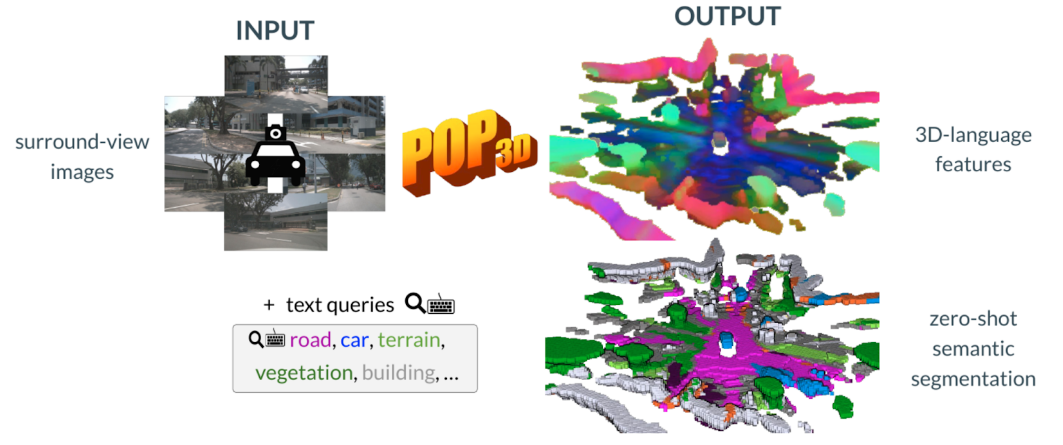 INPUT
OUTPUT
surround-view
images
POP3D
3D-language
features
+ text queries
road, car, terrain,
vegetation, building, ...
zero-shot
semantic
segmentation